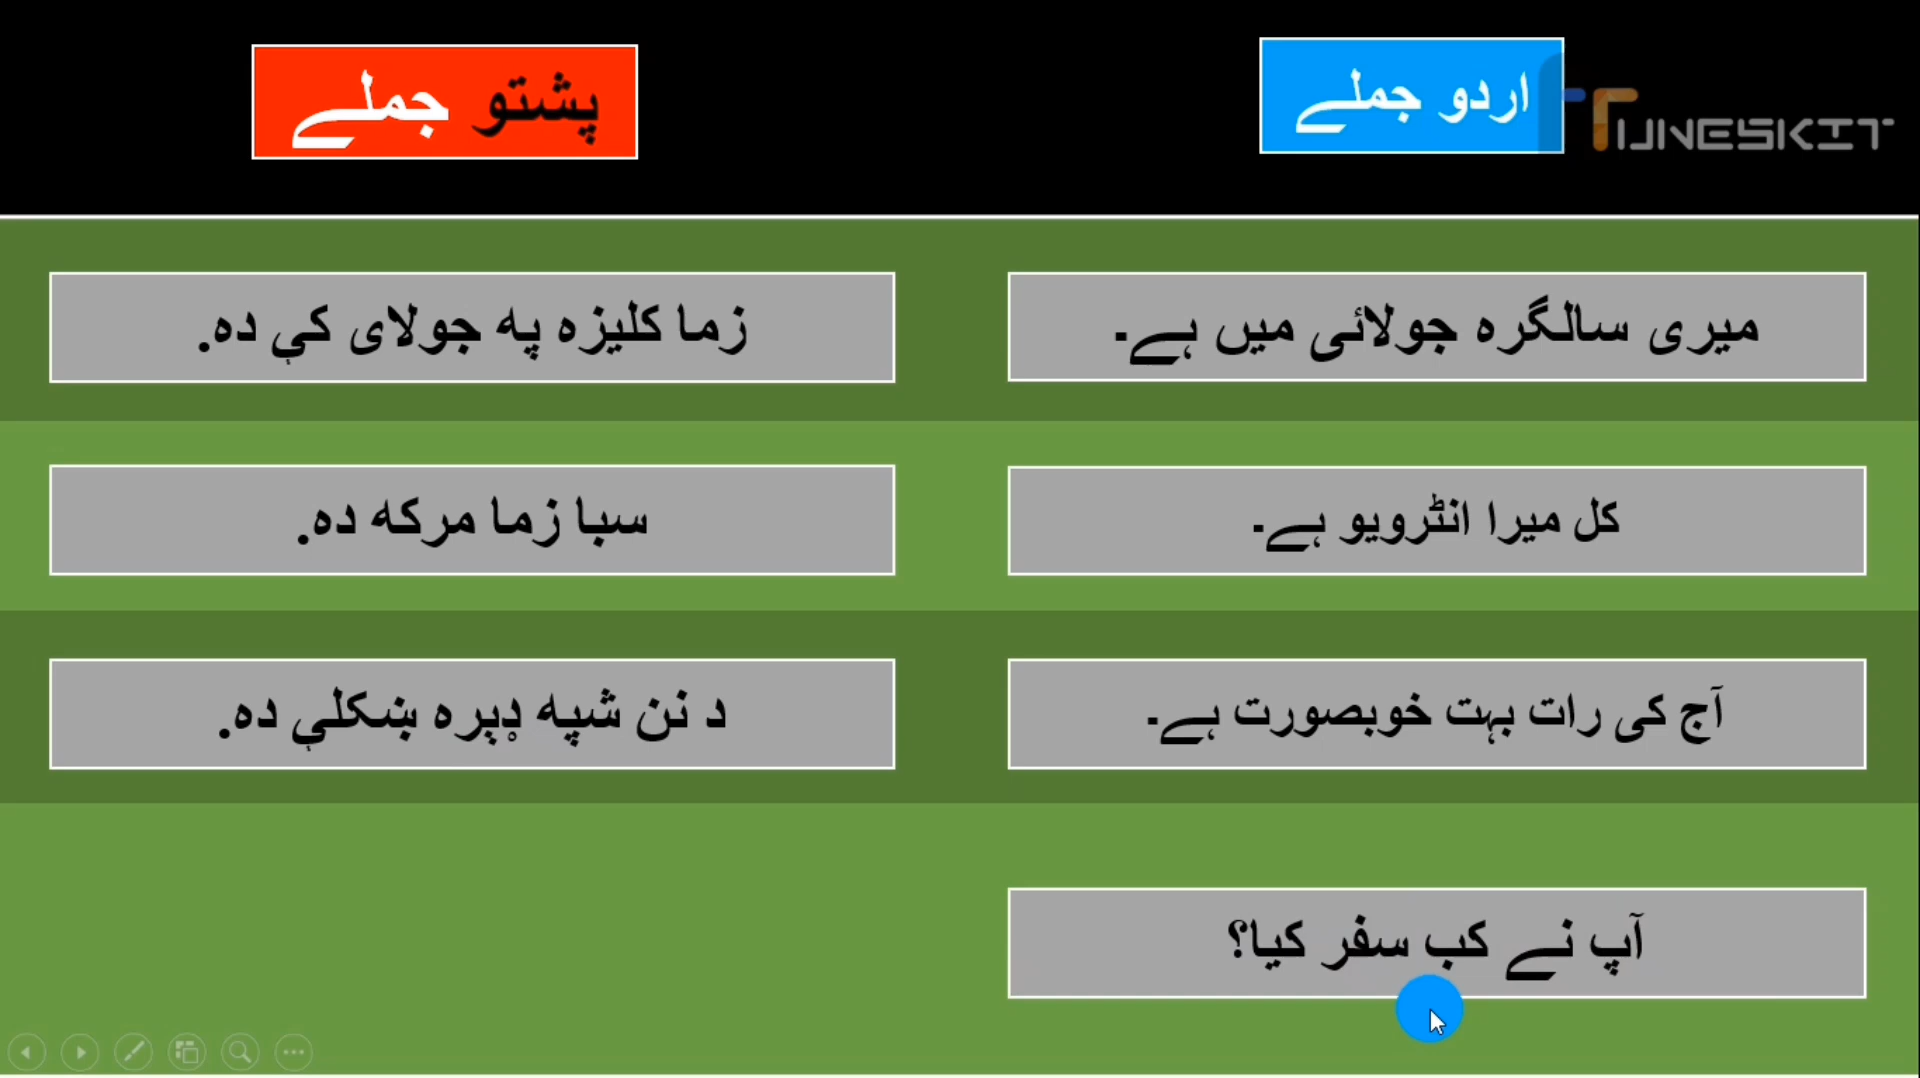 اردو جملے
پشتو جملے
TUNESKIT
میری سالگرہ جولائی میں ہے۔
زما کلیزه په جولای کې ده.
کل میرا انٹرویو ہے۔
سبا زما مرکه ده.
آج کی رات بہت خوبصورت ہے۔
د نن شپه ډېره ښکلې ده.
آپ نے کب سفر کیا؟